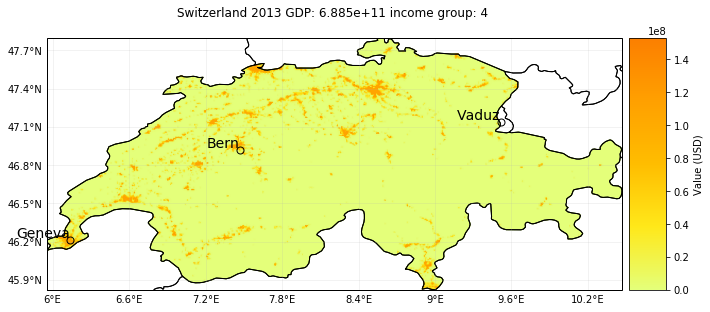 Switzerland 2013 GDP: 6.885e+11 income group: 4
1e8
47.7°N
47.4°N
47.1°N
46.8°N
46.5°N
46.2°N
45.9°N
Vaduz
Bern
Geneva
6°E
6.6°E
7.2°E
7.8°E
8.4°E
9°E
9.6°E
10.2°E
1.4
1.2
1.0
0.8
0.6
0.4
0.2
0.0
Value (USD)